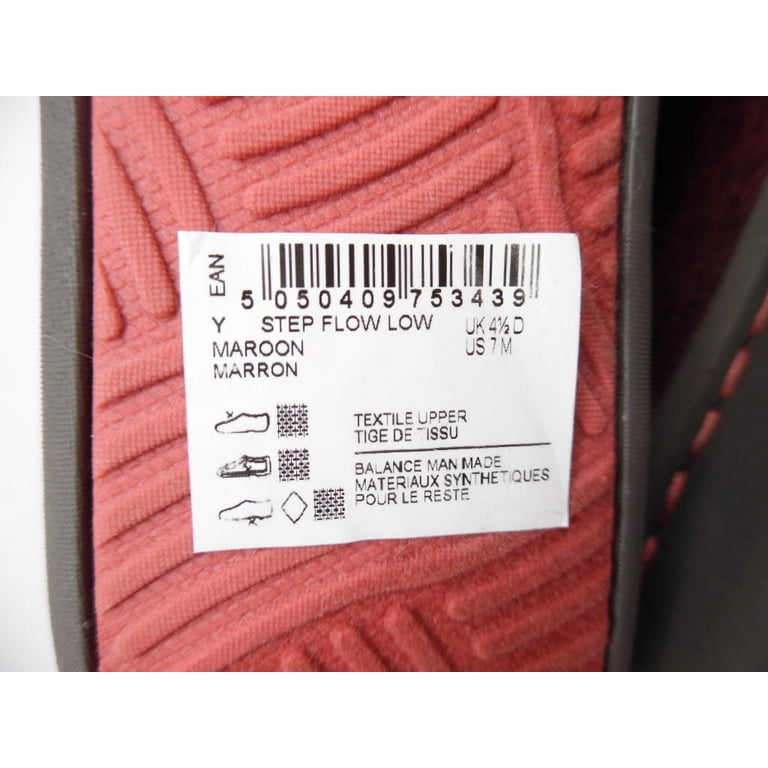 EAN
5 050409 753439
Y STEP FLOW LOW UK 4½ D
MAROON US 7 M
MARRON
TEXTILE UPPER
TIGE DE TISSU
BALANCE MAN MADE
MATERIAUX SYNTHETIQUES
POUR LE RESTE